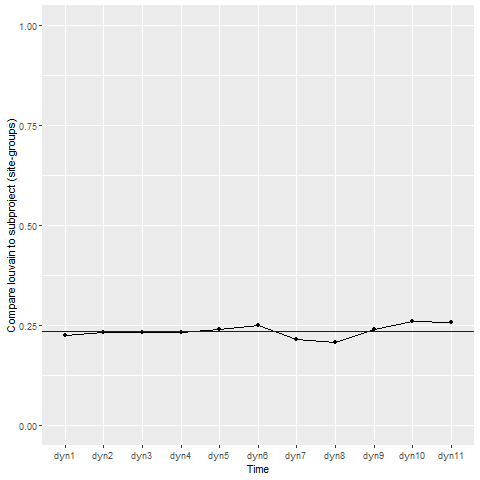 Compare louvain to subproject (site-groups)
1.00
0.75
0.50
0.25
0.00
dyn1 dyn2 dyn3 dyn4 dyn5 dyn6 dyn7 dyn8 dyn9 dyn10 dyn11
Time